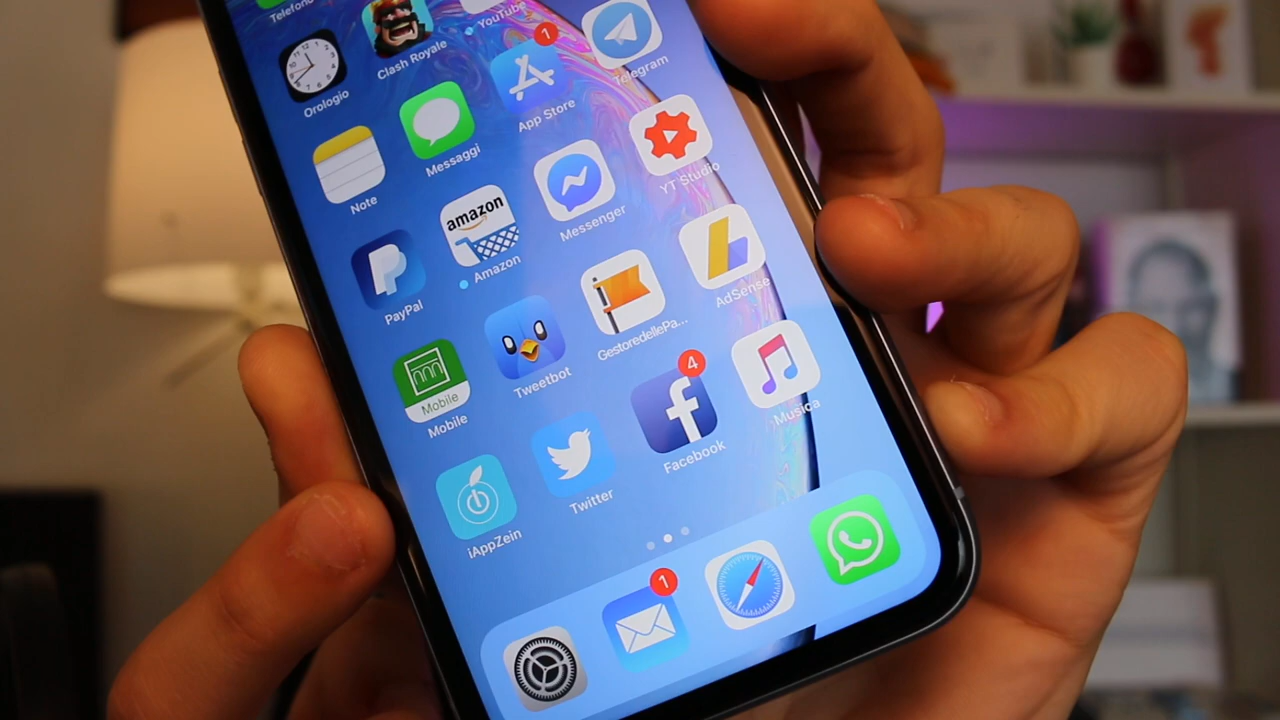 Telefono
Clash Royale
YouTube
Telegram
Orologio
Messaggi
1
App Store
YT Studio
Note
amazon
Amazon
Messenger
AdSense
PayPal
Tweetbot
GestoredellePa...
Musica
Mobile
Mobile
Twitter
4
Facebook
iAppZein
1